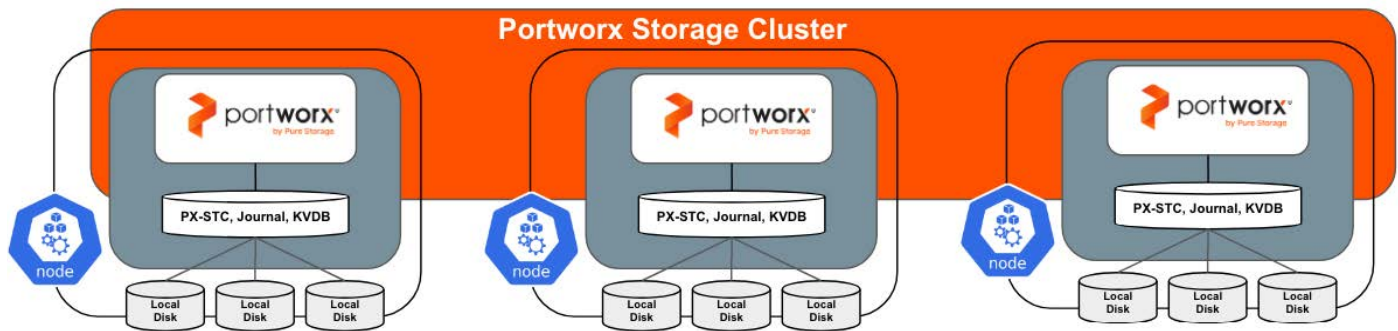 Portworx Storage Cluster
portworx®
by Pure Storage
PX-STC, Journal, KVDB
node
Local
Disk
Local
Disk
Local
Disk
portworx®
by Pure Storage
PX-STC, Journal, KVDB
node
Local
Disk
Local
Disk
Local
Disk
portworx®
by Pure Storage
PX-STC, Journal, KVDB
node
Local
Disk
Local
Disk
Local
Disk